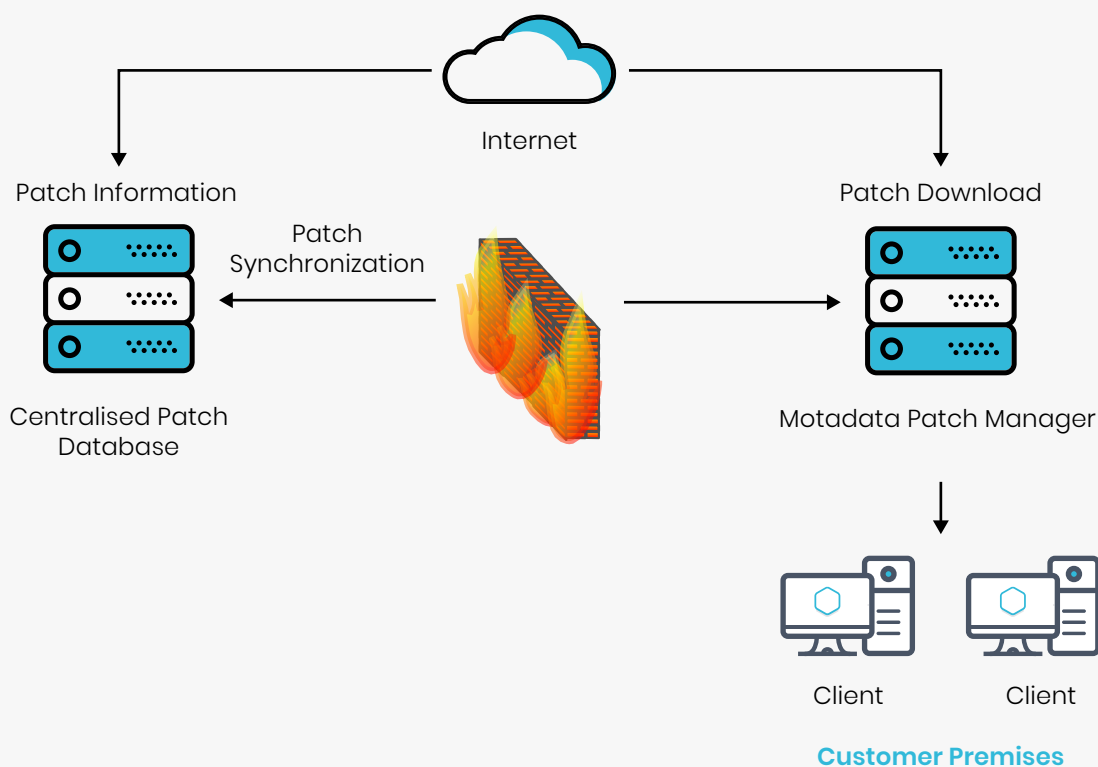 Internet
Patch Information
Patch Download
Patch
Synchronization
Centralised Patch
Database
Motadata Patch Manager
Client
Client
Customer Premises